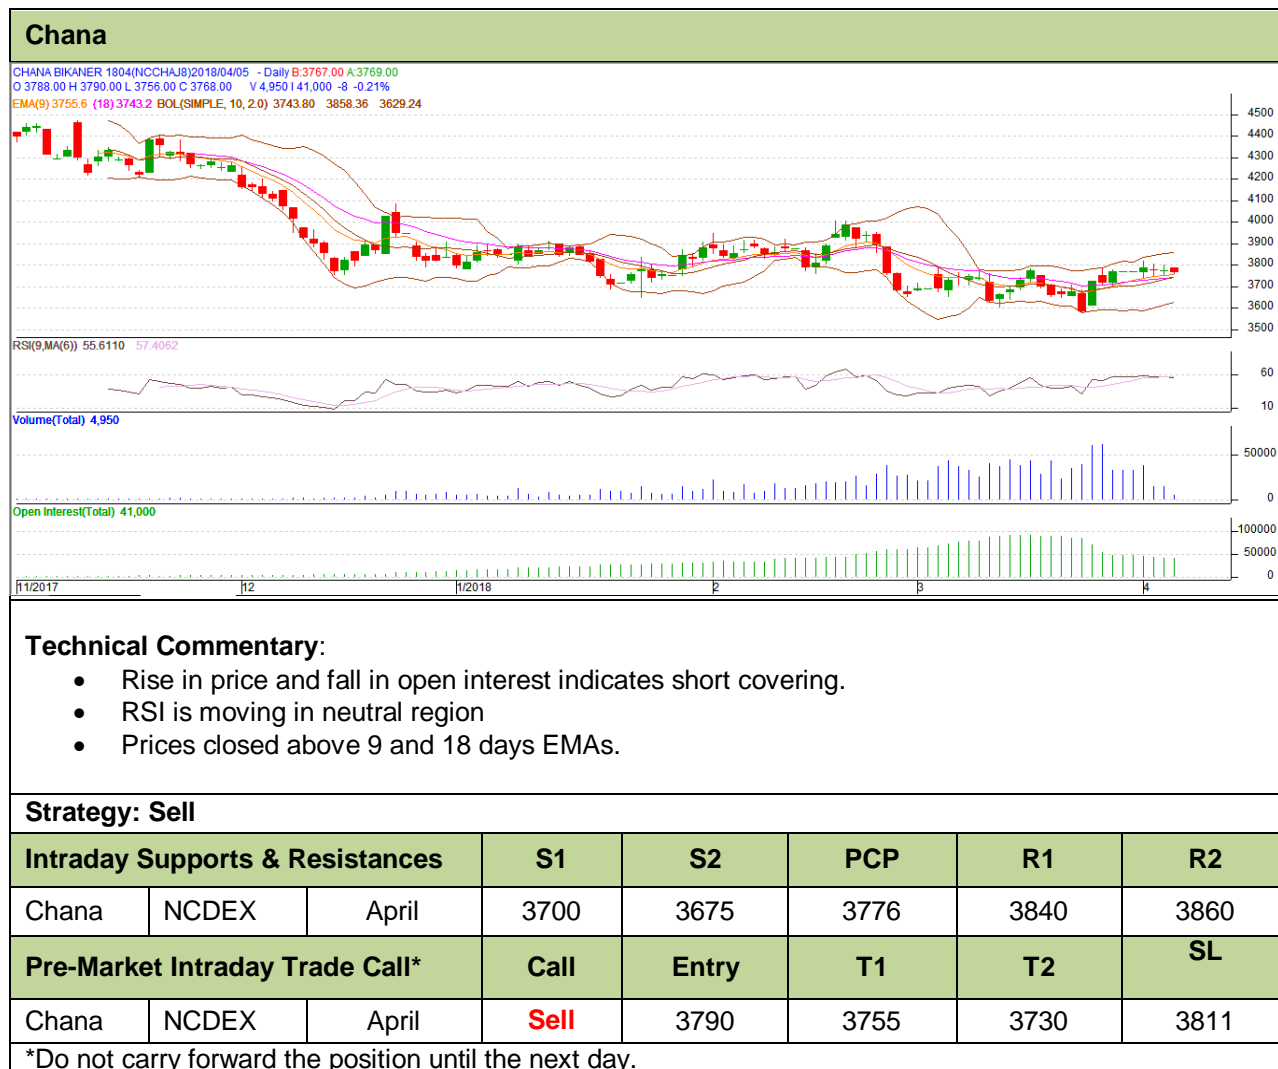 Chana
CHANA BIKANER 1804(NCCHAJ8)2018/04/05 - Daily B:3767.00 A:3769.00
O 3788.00 H 3790.00 L 3756.00 C 3768.00 V 4,950 I 41,000 -8 -0.21%
EMA(9) 3755.6 (18) 3743.2 BOL(SIMPLE, 10, 2.0) 3743.80 3858.36 3629.24
4500
4400
4300
4200
4100
4000
3900
3800
3700
3600
3500
RSI(9,MA(6)) 55.6110 57.4062
60
10
Volume(Total) 4,950
50000
0
Open Interest(Total) 41,000
100000
50000
0
11/2017 12 1/2018 2 3 4
Technical Commentary:
• Rise in price and fall in open interest indicates short covering.
• RSI is moving in neutral region
• Prices closed above 9 and 18 days EMAs.
Strategy: Sell
Intraday Supports & Resistances S1 S2 PCP R1 R2
Chana NCDEX April 3700 3675 3776 3840 3860
Pre-Market Intraday Trade Call* Call Entry T1 T2 SL
Chana NCDEX April Sell 3790 3755 3730 3811
*Do not carry forward the position until the next day.